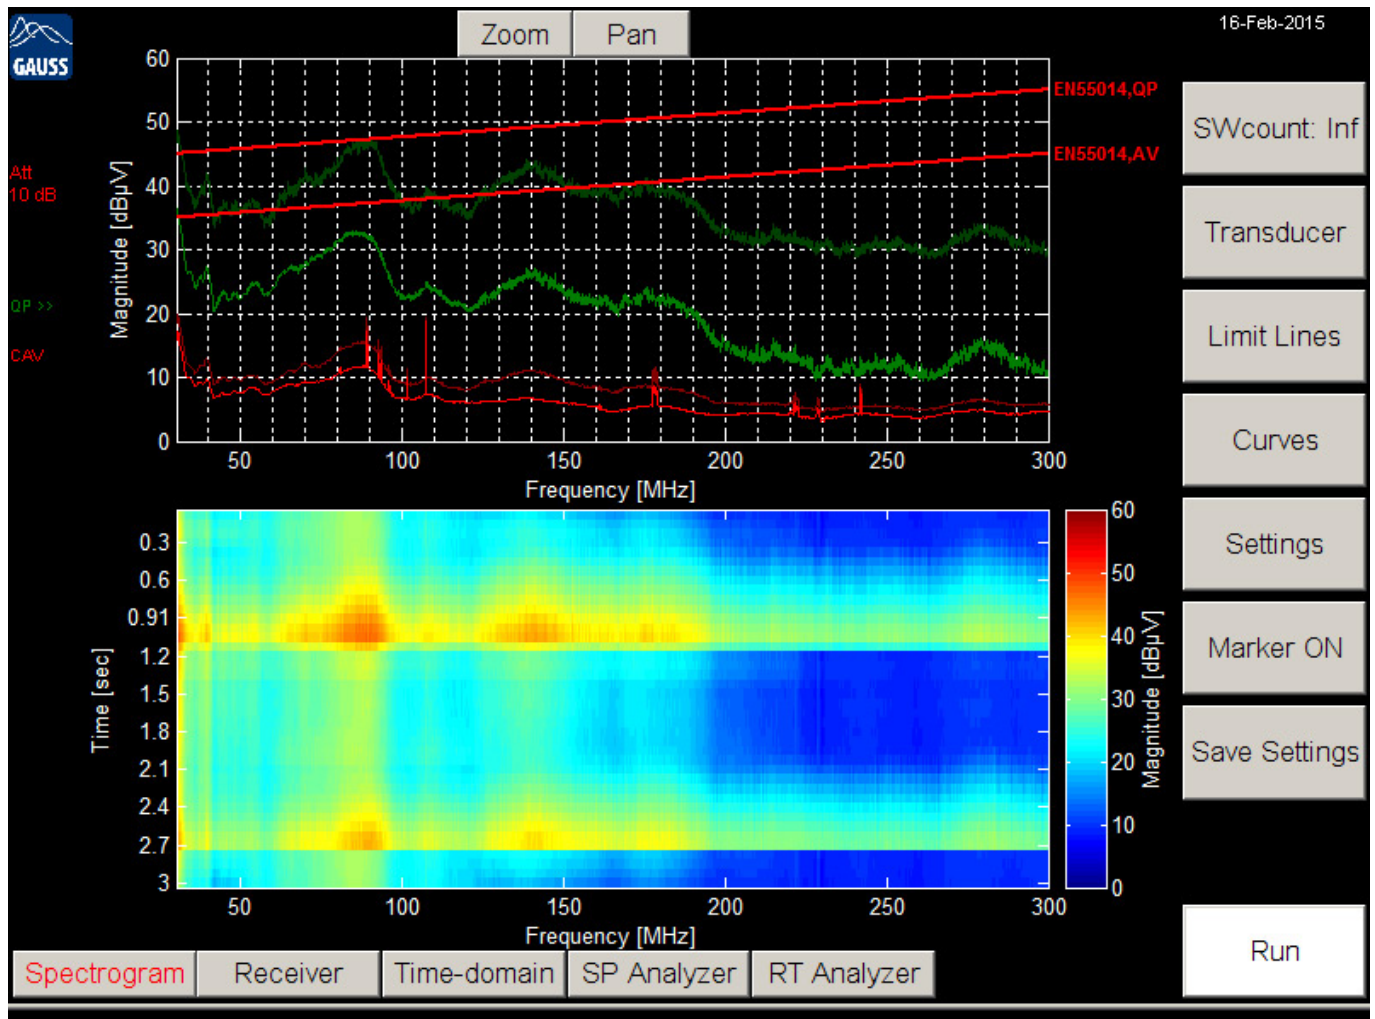 GAUSS
Zoom
Pan
16-Feb-2015
60
50
40
30
20
10
0
Magnitude [dBµV]
EN55014,QP
EN55014,AV
Att
10 dB
QP >>
CAV
50
100
150
200
250
300
Frequency [MHz]
0.3
0.6
0.91
1.2
1.5
1.8
2.1
2.4
2.7
3
Time [sec]
50
100
150
200
250
300
Frequency [MHz]
60
50
40
30
20
10
0
Magnitude [dBµV]
SWcount: Inf
Transducer
Limit Lines
Curves
Settings
Marker ON
Save Settings
Run
Spectrogram
Receiver
Time-domain
SP Analyzer
RT Analyzer